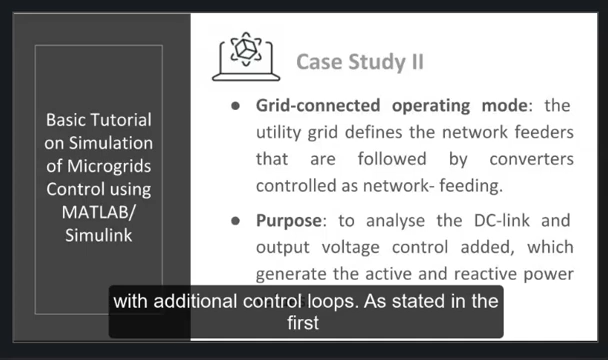 Basic Tutorial
on Simulation
of Microgrids
Control using
MATLAB/
Simulink
Case Study II
● Grid-connected operating mode: the
utility grid defines the network feeders
that are followed by converters
controlled as network- feeding.
● Purpose: to analyse the DC-link and
output voltage control added, which
generate the active and reactive power
with additional control loops. As stated in the
first